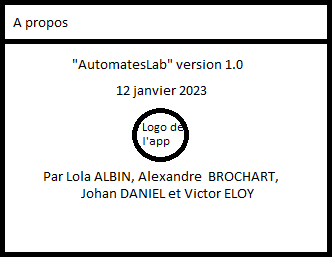 A propos
"AutomatesLab" version 1.0
12 janvier 2023
Logo de
l'app
Par Lola ALBIN, Alexandre BROCHART,
Johan DANIEL et Victor ELOY